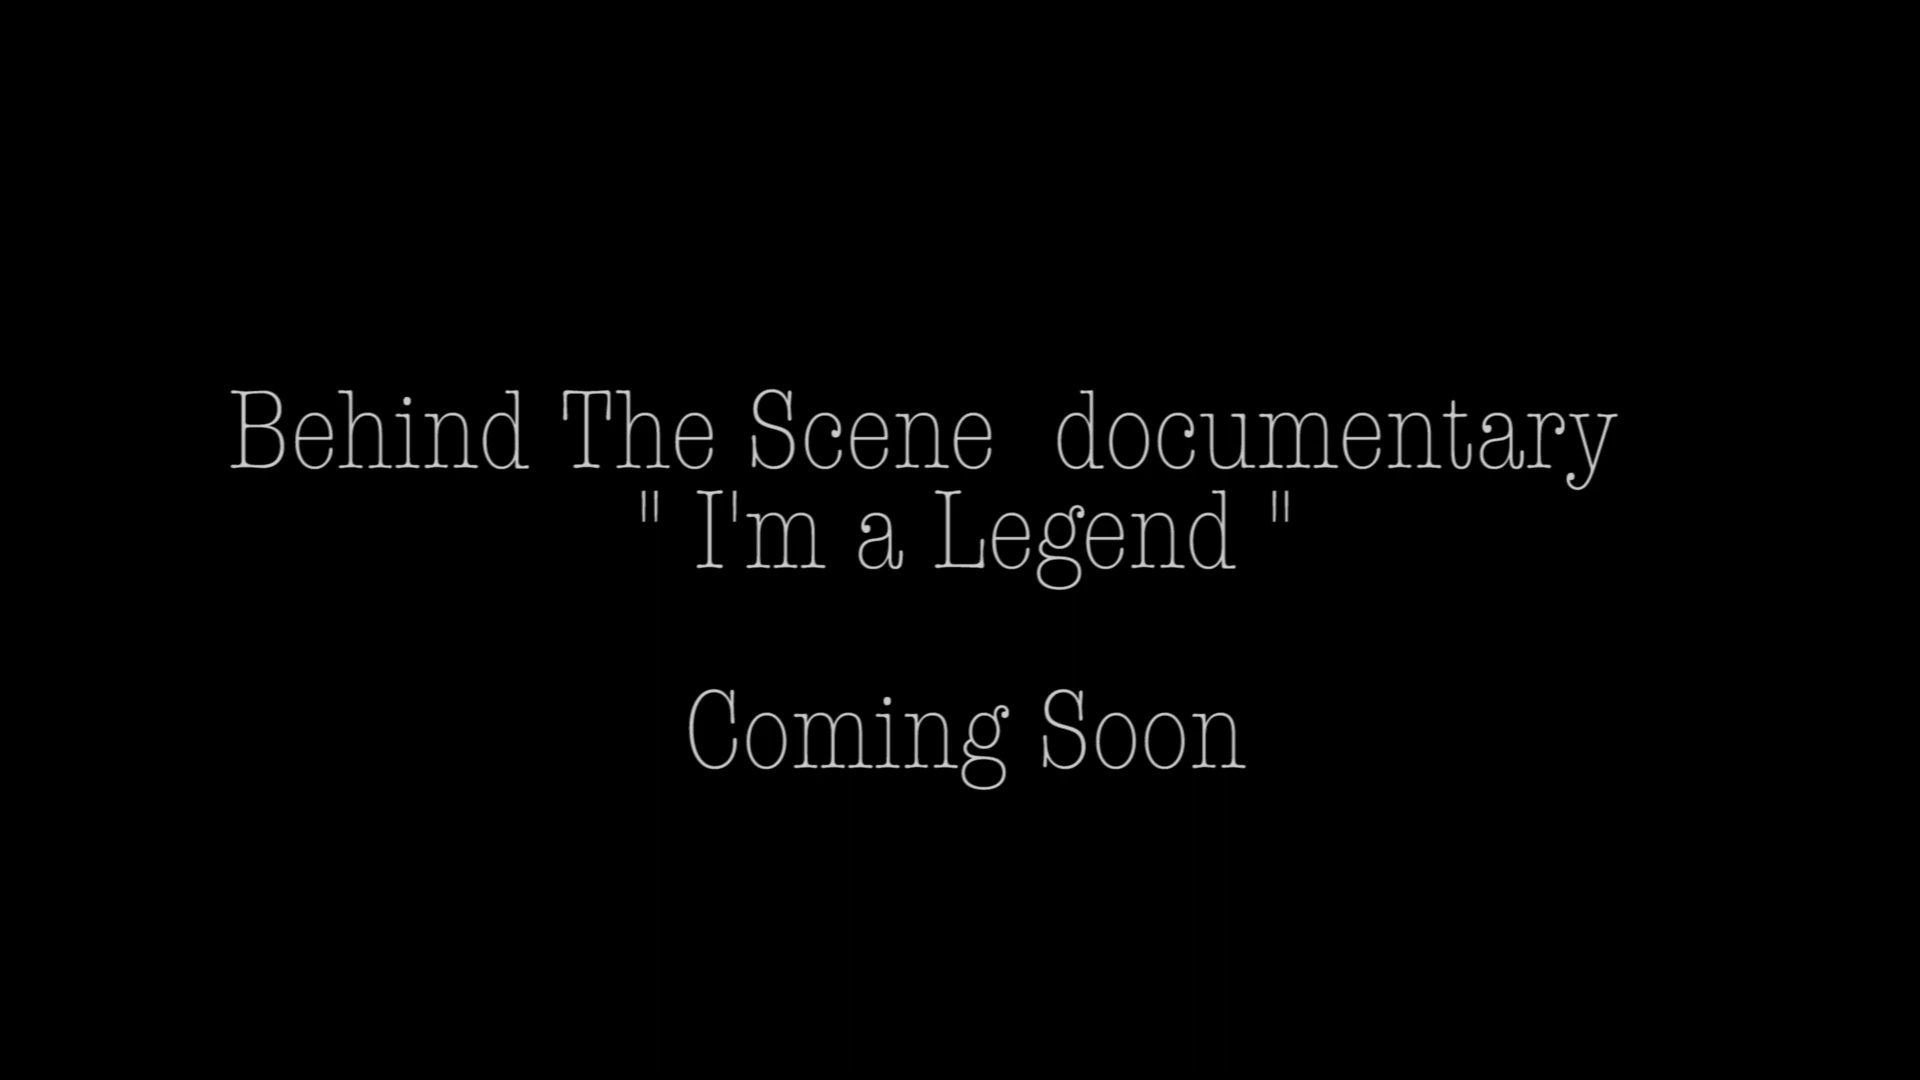 Behind The Scene  documentary
" I'm a Legend "
Coming Soon